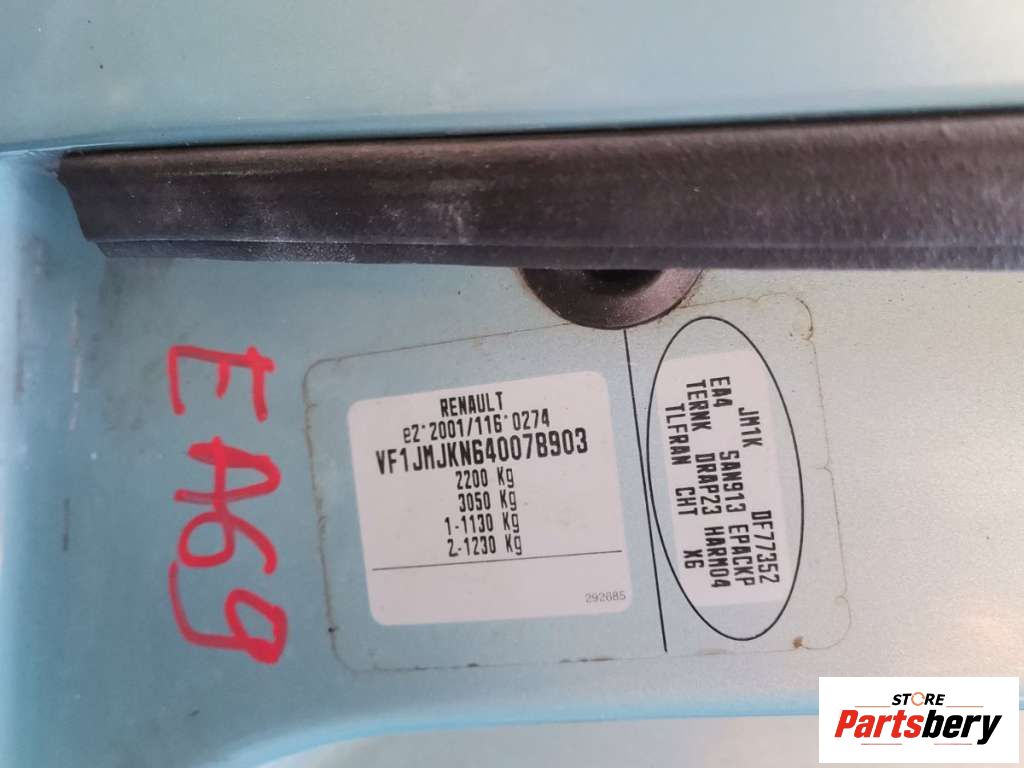 EA69
RENAULT
e2*2001/116*0274
VF1JMJKN640078903
2200 Kg
3050 Kg
1-1130 Kg
2-1230 Kg
292685
JM1K DF77352
EA4 SAN913 EPACKP
TERNK DRAP23 HARM04
TLFRAN CHT X6
STORE
Partsbery